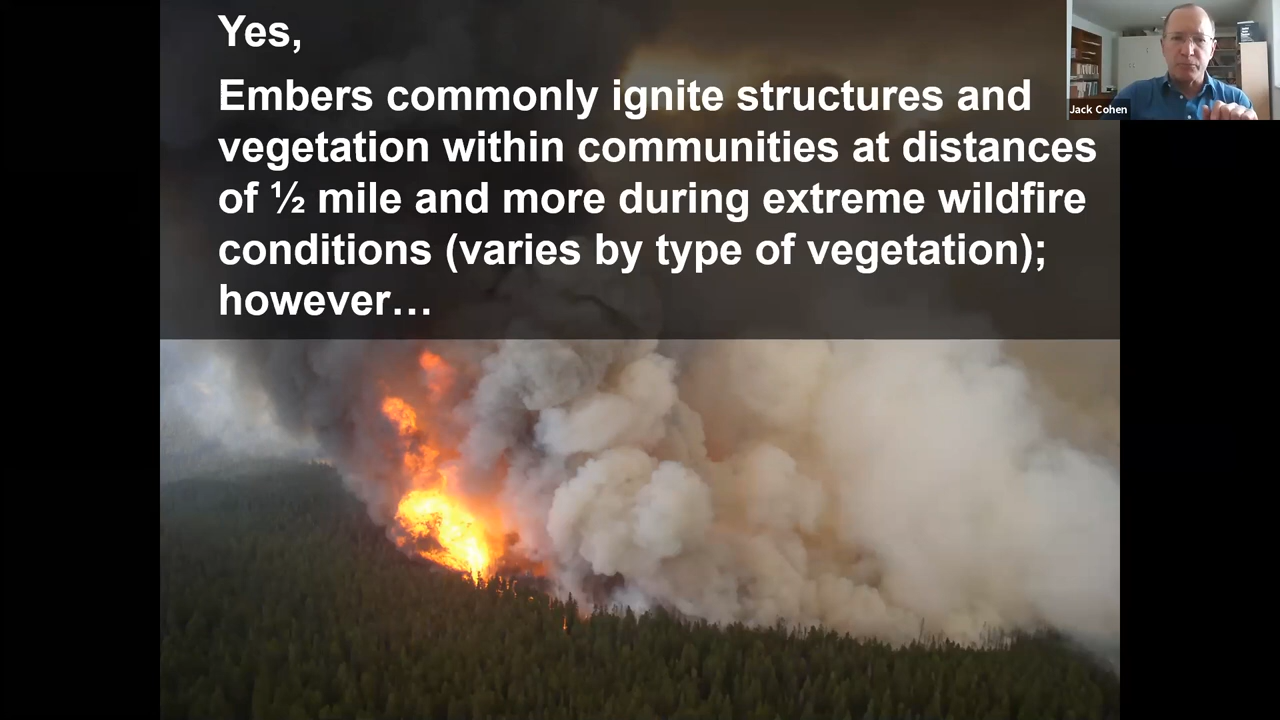 Yes,
Embers commonly ignite structures and
vegetation within communities at distances
of ½ mile and more during extreme wildfire
conditions (varies by type of vegetation);
however…
Jack Cohen